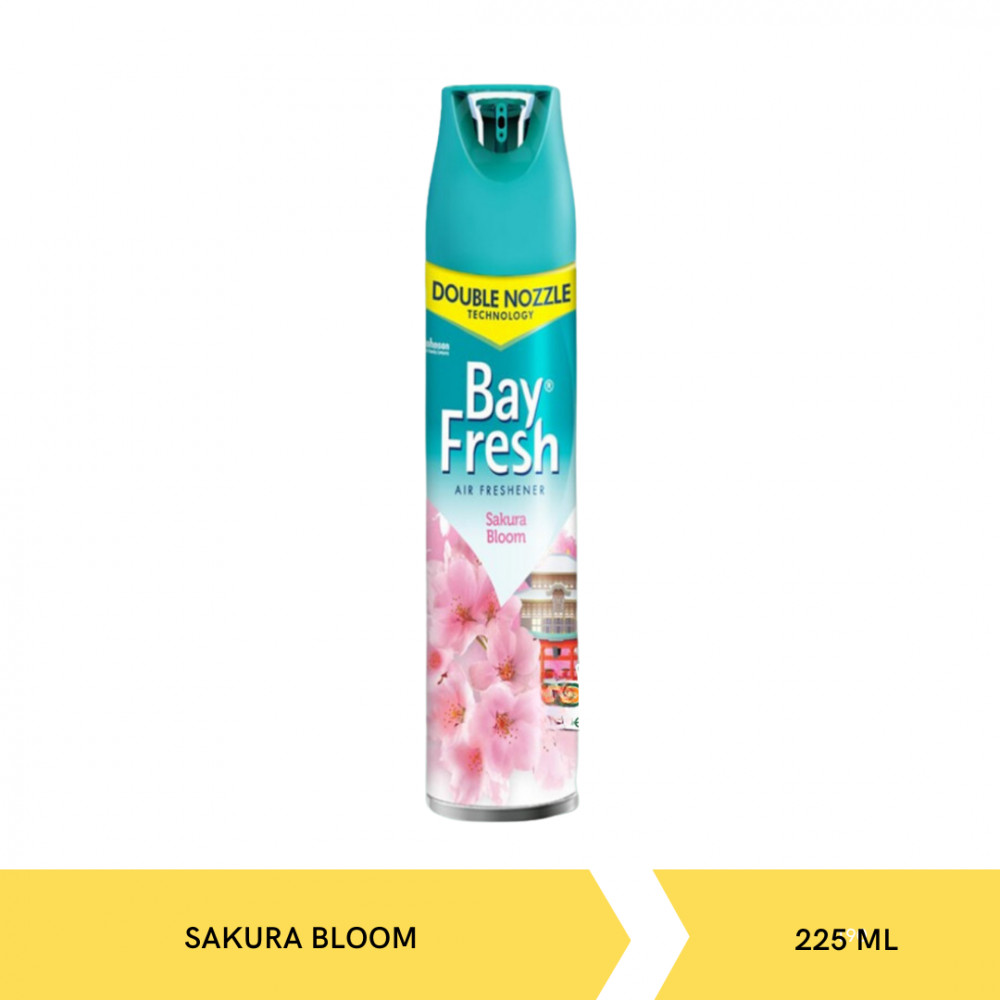 DOUBLE NOZZLE
TECHNOLOGY
Bay®
Fresh
AIR FRESHENER
Sakura
Bloom
SAKURA BLOOM
225 ML